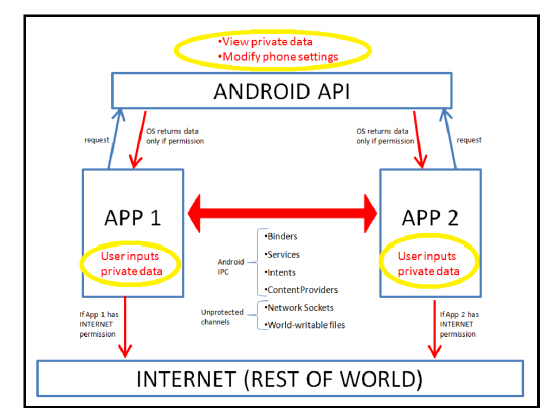 •View private data
•Modify phone settings
ANDROID API
request
OS returns data
only if permission
OS returns data
only if permission
request
APP 1
User inputs
private data
APP 2
User inputs
private data
Android
IPC
•Binders
•Services
•Intents
•ContentProviders
Unprotected
channels
•Network Sockets
•World-writable files
If App 1 has
INTERNET
permission
If App 2 has
INTERNET
permission
INTERNET (REST OF WORLD)